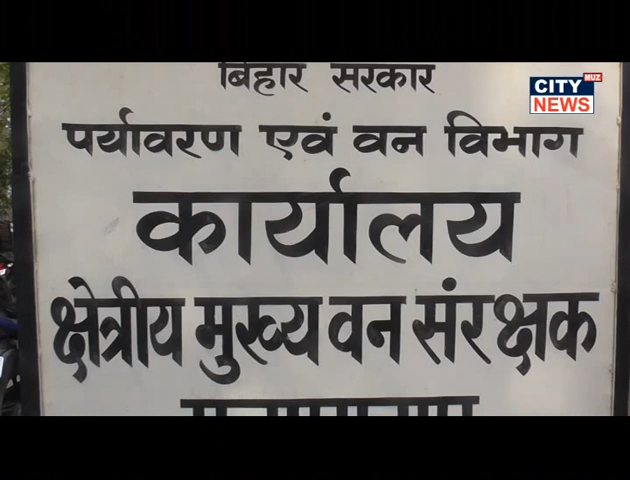 बिहार सरकार
CITY MUZ
NEWS
पर्यावरण एवं वन विभाग
कार्यालय
क्षेत्रीय मुख्य वन संरक्षक